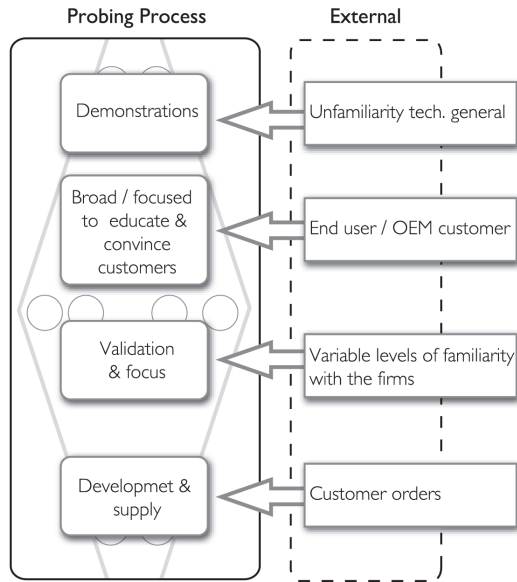 Probing Process
External
Demonstrations
Unfamiliarity tech. general
Broad / focused
to educate &
convince
customers
End user / OEM customer
Validation
& focus
Variable levels of familiarity
with the firms
Developmet &
supply
Customer orders